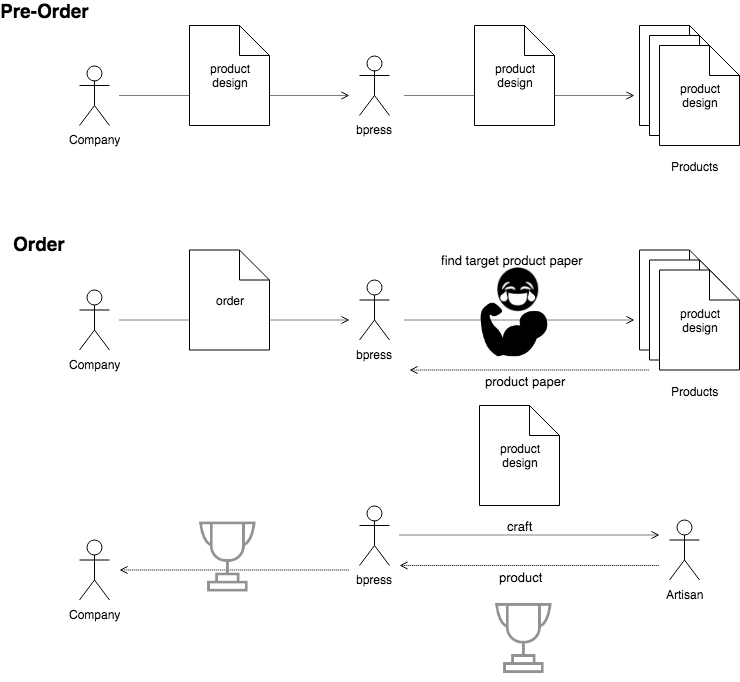 Pre-Order
product
design
product
design
product
design
Company
bpress
Products
Order
find target product paper
order
product
design
Company
bpress
product paper
Products
product
design
craft
bpress
product
Company
Artisan